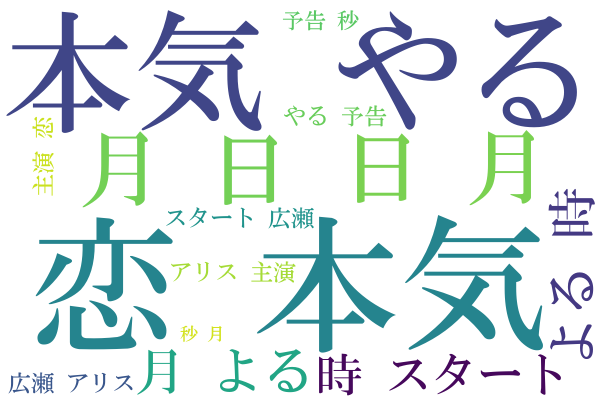 予告 秒
本気 やる
やる 予告
主演 恋
月 日 日 月
よる 時
スタート 広瀬
恋 本気
アリス 主演
秒 月
広瀬 アリス
月 よる
時 スタート